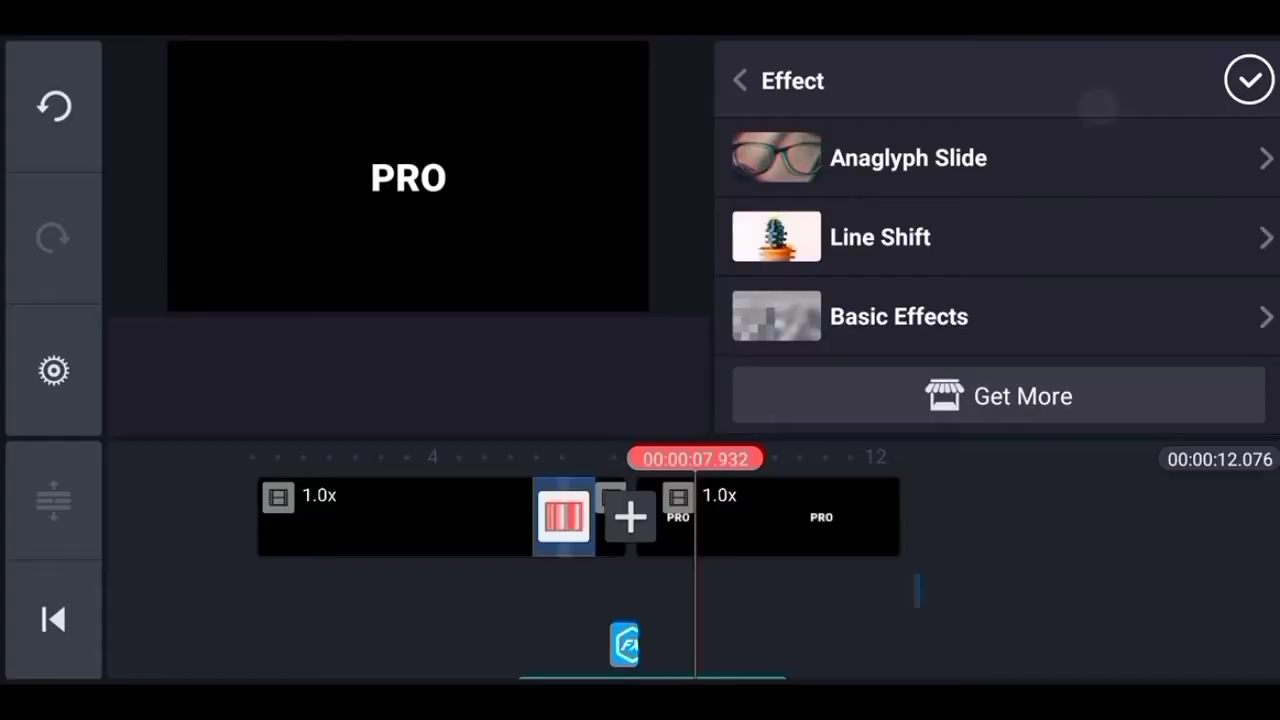 Effect
PRO
Anaglyph Slide
Line Shift
Basic Effects
Get More
4
00:00:07.932
12
00:00:12.076
1.0x
1.0x
PRO
PRO
FX